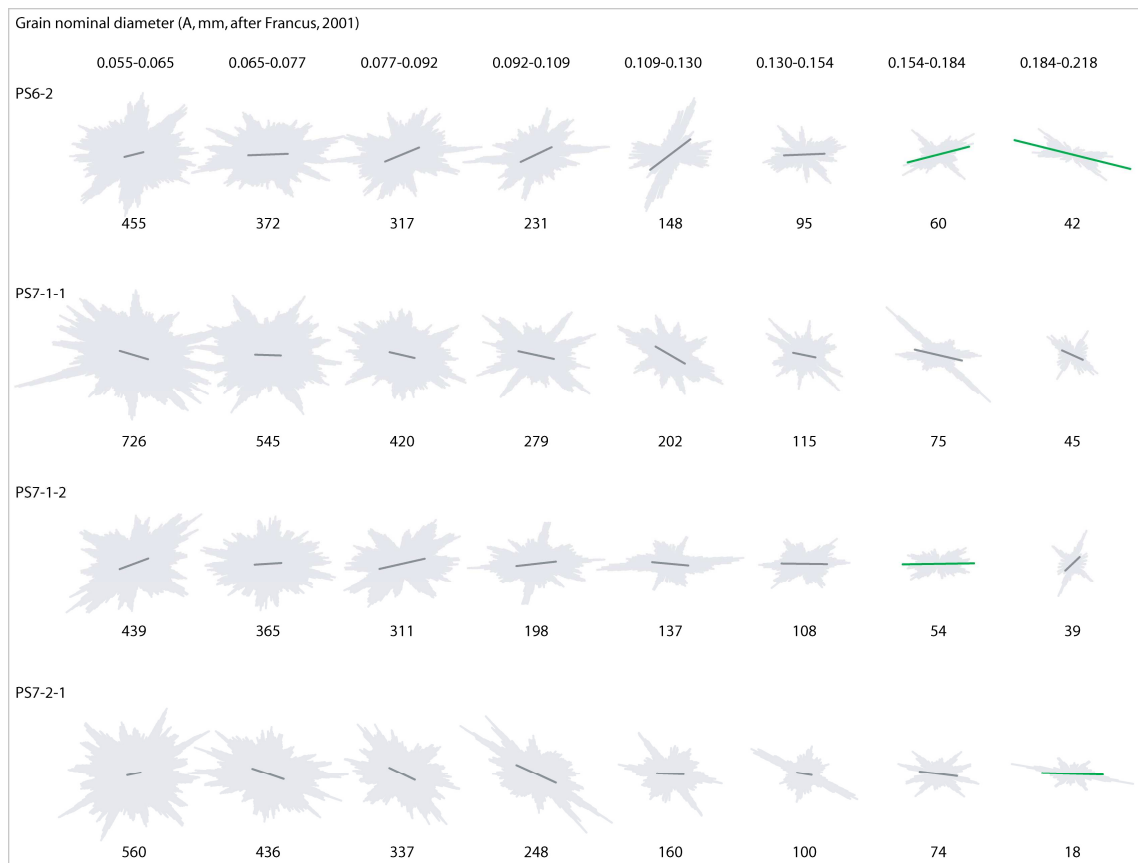 Grain nominal diameter (A, mm, after Francus, 2001)
0.055-0.065 0.065-0.077 0.077-0.092 0.092-0.109 0.109-0.130 0.130-0.154 0.154-0.184 0.184-0.218
PS6-2
455 372 317 231 148 95 60 42
PS7-1-1
726 545 420 279 202 115 75 45
PS7-1-2
439 365 311 198 137 108 54 39
PS7-2-1
560 436 337 248 160 100 74 18